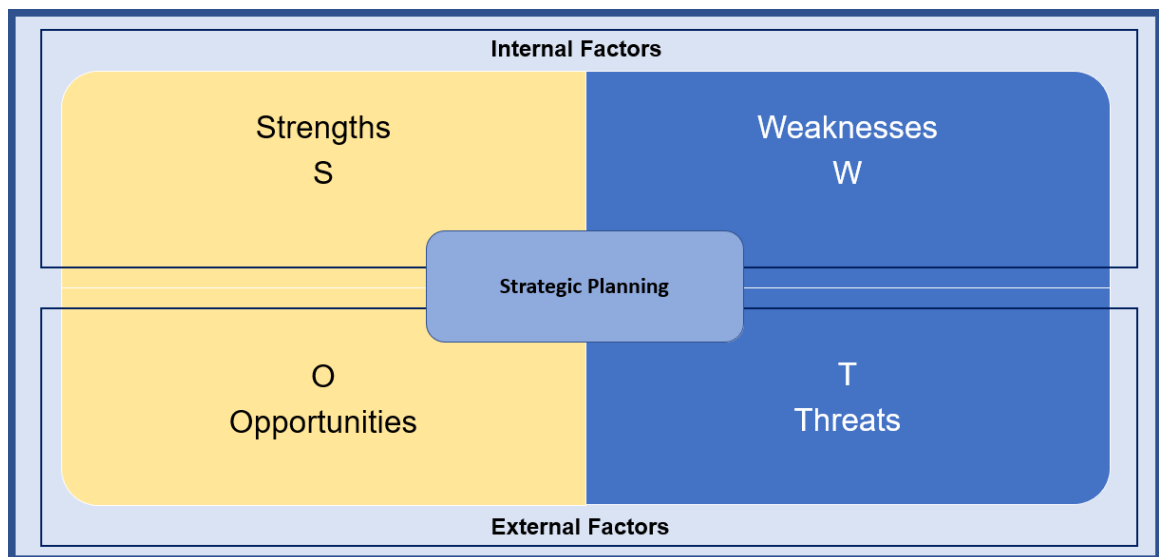 Internal Factors
Strengths
S
Weaknesses
W
Strategic Planning
O
Opportunities
T
Threats
External Factors